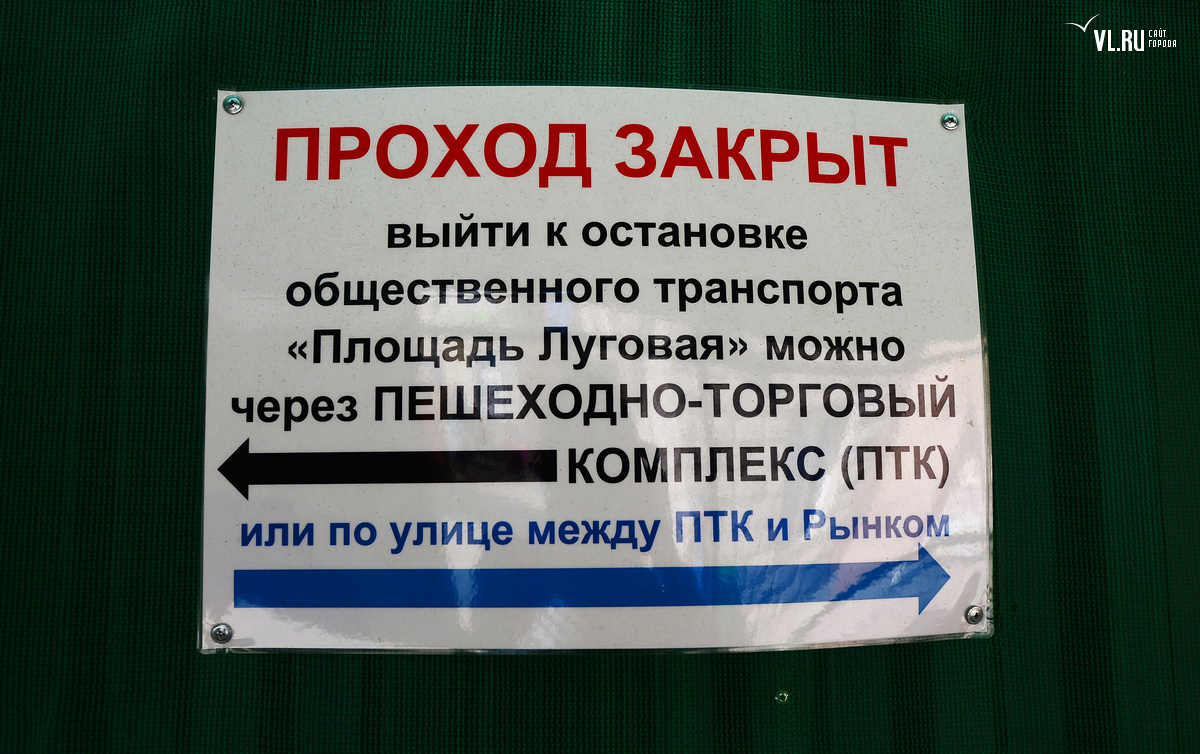 VL.RU САЙТ ГОРОДА
ПРОХОД ЗАКРЫТ
выйти к остановке
общественного транспорта
«Площадь Луговая» можно
через ПЕШЕХОДНО-ТОРГОВЫЙ
КОМПЛЕКС (ПТК)
или по улице между ПТК и Рынком